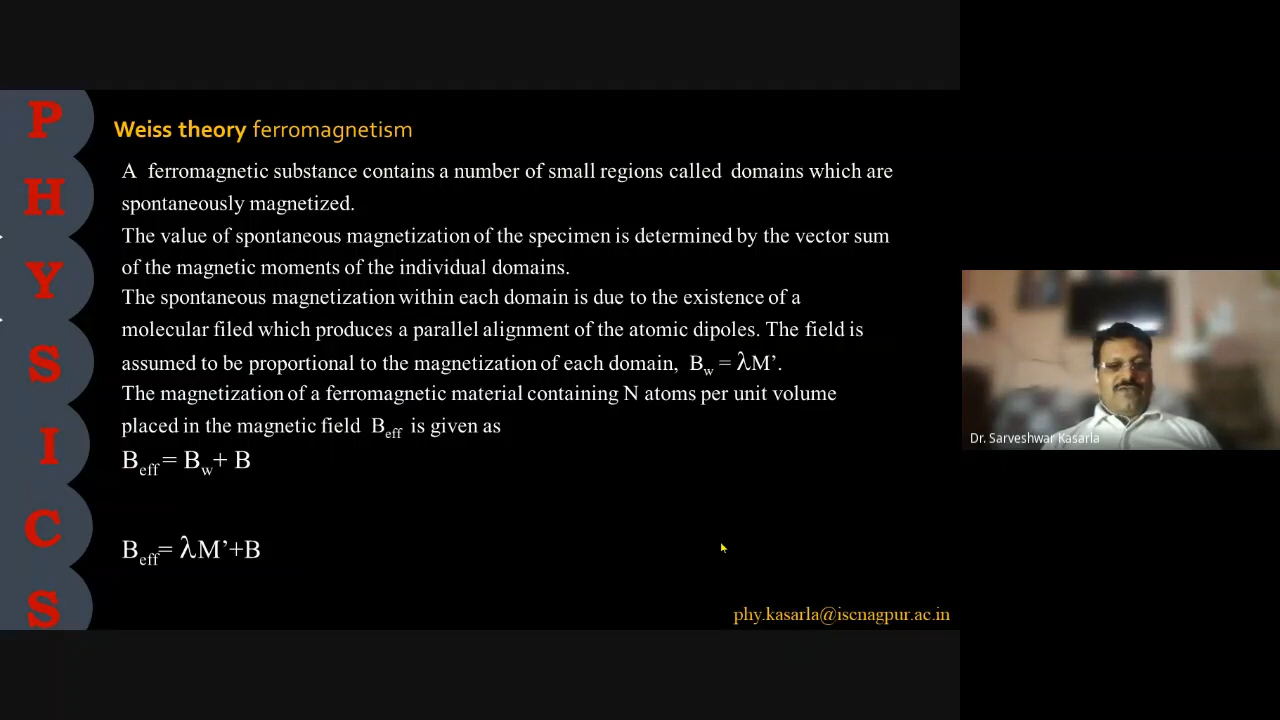 P
H
Y
S
I
C
S
Weiss theory ferromagnetism
A ferromagnetic substance contains a number of small regions called domains which are
spontaneously magnetized.
The value of spontaneous magnetization of the specimen is determined by the vector sum
of the magnetic moments of the individual domains.
The spontaneous magnetization within each domain is due to the existence of a
molecular filed which produces a parallel alignment of the atomic dipoles. The field is
assumed to be proportional to the magnetization of each domain, Bw = λM’.
The magnetization of a ferromagnetic material containing N atoms per unit volume
placed in the magnetic field Beff is given as
Beff = Bw+ B
Beff= λM’+B
phy.kasarla@iscnagpur.ac.in
Dr. Sarveshwar Kasarla